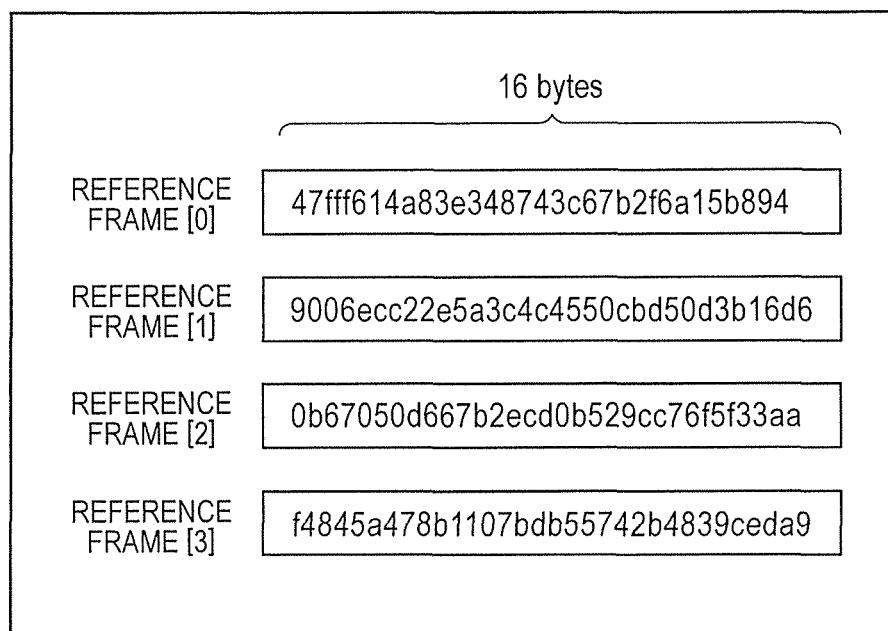 16 bytes
REFERENCE
FRAME [0]
47fff614a83e348743c67b2f6a15b894
REFERENCE
FRAME [1]
9006ecc22e5a3c4c4550cbd50d3b16d6
REFERENCE
FRAME [2]
0b67050d667b2ecd0b529cc76f5f33aa
REFERENCE
FRAME [3]
f4845a478b1107bdb55742b4839ceda9